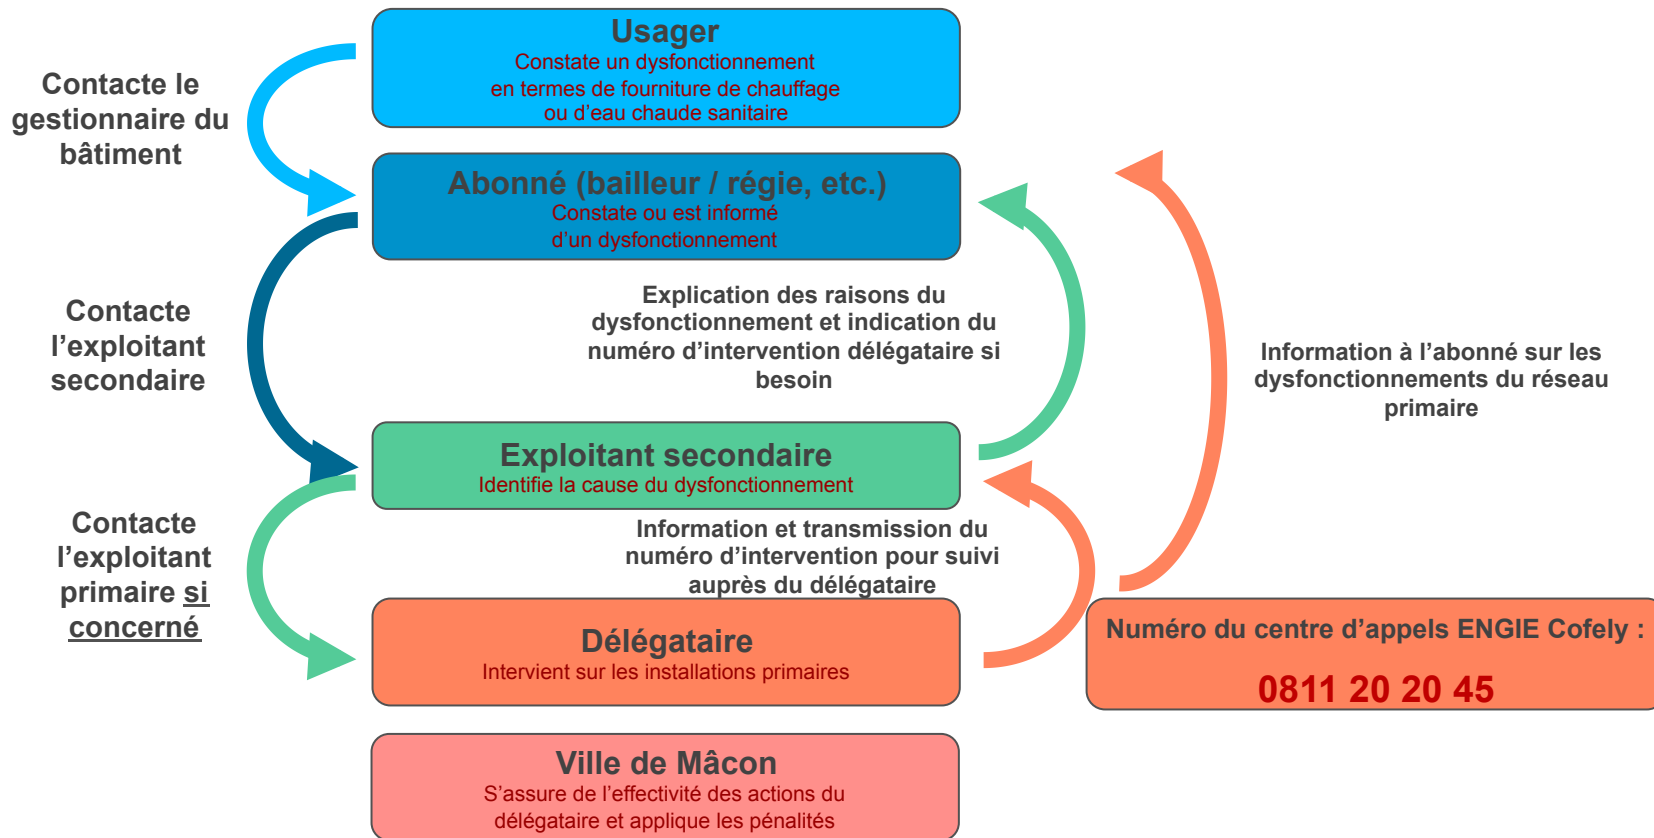 Usager
Constate un dysfonctionnement
en termes de fourniture de chauffage
ou d'eau chaude sanitaire
Contacte le
gestionnaire du
bâtiment
Abonné (bailleur / régie, etc.)
Constate ou est informé
d'un dysfonctionnement
Contacte
l'exploitant
secondaire
Explication des raisons du
dysfonctionnement et indication du
numéro d'intervention délégataire si
besoin
Information à l'abonné sur les
dysfonctionnements du réseau
primaire
Exploitant secondaire
Identifie la cause du dysfonctionnement
Contacte
l'exploitant
primaire si
concerné
Information et transmission du
numéro d'intervention pour suivi
auprès du délégataire
Délégataire
Intervient sur les installations primaires
Numéro du centre d'appels ENGIE Cofely :
0811 20 20 45
Ville de Mâcon
S'assure de l'effectivité des actions du
délégataire et applique les pénalités